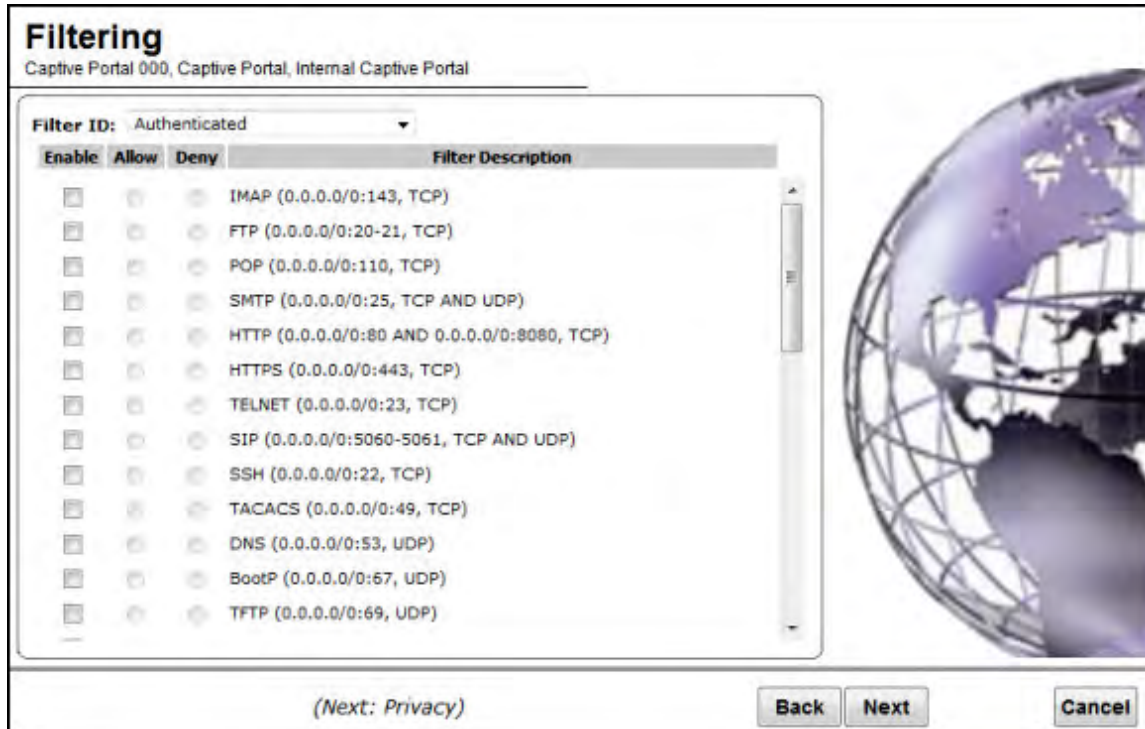 Filtering
Captive Portal 000, Captive Portal, Internal Captive Portal
Filter ID: Authenticated
Enable Allow Deny Filter Description
IMAP (0.0.0.0/0:143, TCP)
FTP (0.0.0.0/0:20-21, TCP)
POP (0.0.0.0/0:110, TCP)
SMTP (0.0.0.0/0:25, TCP AND UDP)
HTTP (0.0.0.0/0:80 AND 0.0.0.0/0:8080, TCP)
HTTPS (0.0.0.0/0:443, TCP)
TELNET (0.0.0.0/0:23, TCP)
SIP (0.0.0.0/0:5060-5061, TCP AND UDP)
SSH (0.0.0.0/0:22, TCP)
TACACS (0.0.0.0/0:49, TCP)
DNS (0.0.0.0/0:53, UDP)
BootP (0.0.0.0/0:67, UDP)
TFTP (0.0.0.0/0:69, UDP)
(Next: Privacy) Back Next Cancel